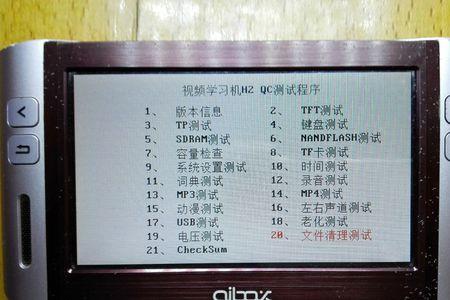 视频学习机H2 QC测试程序
1、 版本信息 2、 TFT测试
3、 TP测试 4、 键盘测试
5、 SDRAM测试 6、 NANDFLASH测试
7、 容量检查 8、 TF卡测试
9、 系统设置测试 10、 时间测试
11、 词典测试 12、 录音测试
13、 MP3测试 14、 MP4测试
15、 动漫测试 16、 左右声道测试
17、 USB测试 18、 老化测试
19、 电压测试 20、 文件清理测试
21、 CheckSum